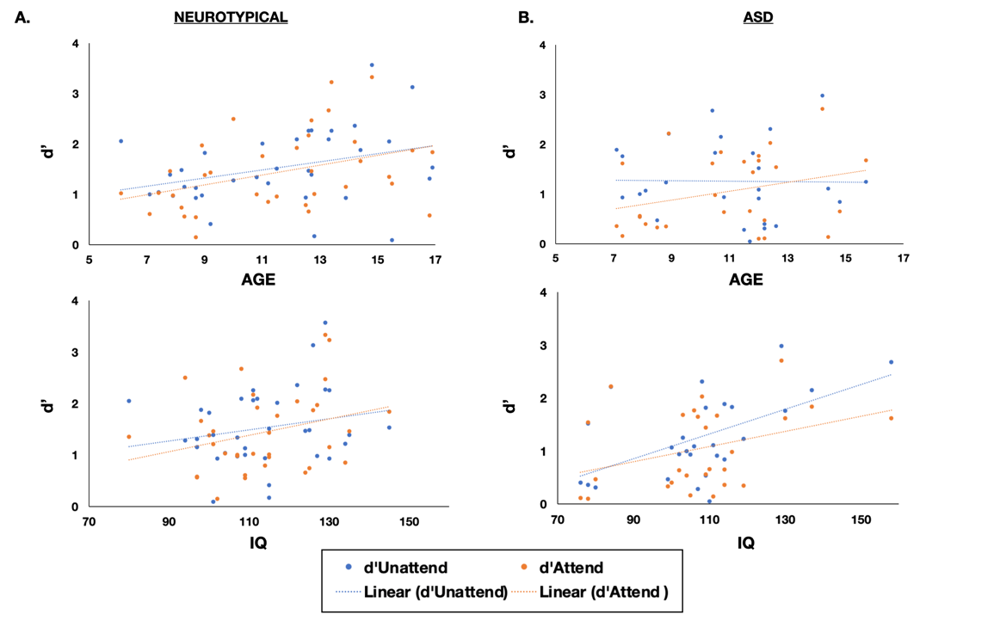 A.
NEUROTYPICAL
B.
ASD
4
3
2
1
0
d'
5 7 9 11 13 15 17
AGE
4
3
2
1
0
d'
5 7 9 11 13 15 17
AGE
4
3
2
1
0
d'
70 90 110 130 150
IQ
4
3
2
1
0
d'
70 90 110 130 150
IQ
d'Unattend d'Attend
Linear (d'Unattend) Linear (d'Attend )